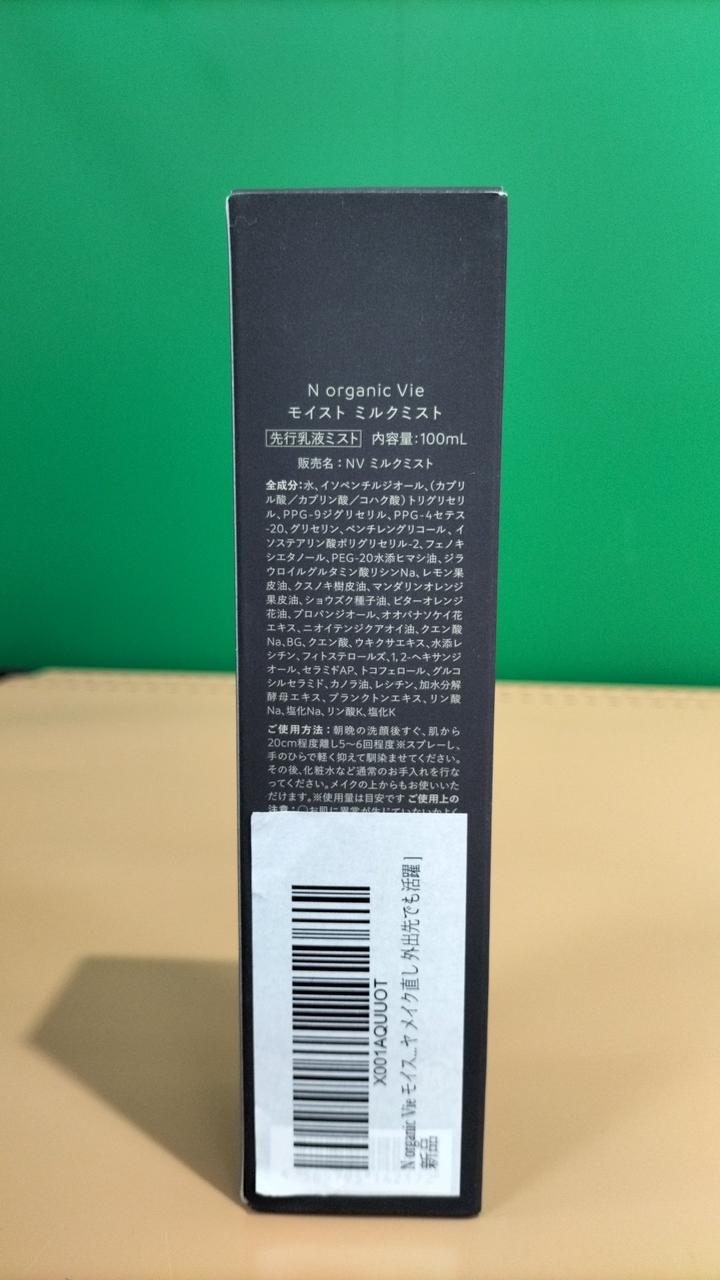 N organic Vie
モイスト ミルクミスト
先行乳液ミスト 内容量:100mL
販売名:NV ミルクミスト
全成分:水、イソペンチルジオール、(カプリ
ル酸/カプリン酸/コハク酸)トリグリセリ
ル、PPG-9ジグリセリル、PPG-4セテス
-20、グリセリン、ペンチレングリコール、イ
ソステアリン酸ポリグリセリル-2、フェノキ
シエタノール、PEG-20水添ヒマシ油、ジラ
ウロイルグルタミン酸リシンNa、レモン果
皮油、クスノキ樹皮油、マンダリンオレンジ
果皮油、ショウズク種子油、ビターオレンジ
花油、プロパンジオール、オオバナソケイ花
エキス、ニオイテンジクアオイ油、クエン酸
Na、BG、クエン酸、ウキクサエキス、水添レ
シチン、フィトステロールズ、1,2-ヘキサンジ
オール、セラミドAP、トコフェロール、グルコ
シルセラミド、カノラ油、レシチン、加水分解
酵母エキス、プランクトンエキス、リン酸
Na、塩化Na、リン酸K、塩化K
ご使用方法:朝晩の洗顔後すぐ、肌から
20cm程度離し5〜6回程度※スプレーし、
手のひらで軽く抑えて馴染ませてください。
その後、化粧水など通常のお手入れを行な
ってください。メイクの上からもお使いいた
だけます。※使用量は目安です ご使用上の
注意:○お肌に異常が生じていないかよく
X001AQUUOT
N organic Vie モイス...ヤ メイク直し 外出先でも活躍]
新品